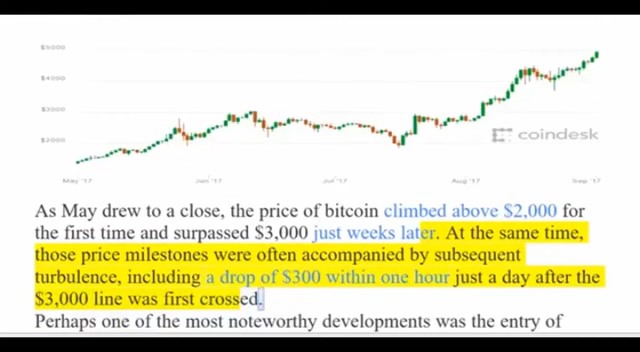 $5000
$4000
$3000
$2000
coindesk
May '17
Jun '17
Jul '17
Aug '17
Sep '17
As May drew to a close, the price of bitcoin climbed above $2,000 for
the first time and surpassed $3,000 just weeks later. At the same time,
those price milestones were often accompanied by subsequent
turbulence, including a drop of $300 within one hour just a day after the
$3,000 line was first crossed.
Perhaps one of the most noteworthy developments was the entry of